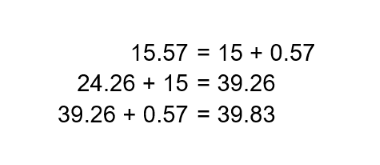 15.57 = 15 + 0.57
24.26 + 15 = 39.26
39.26 + 0.57 = 39.83